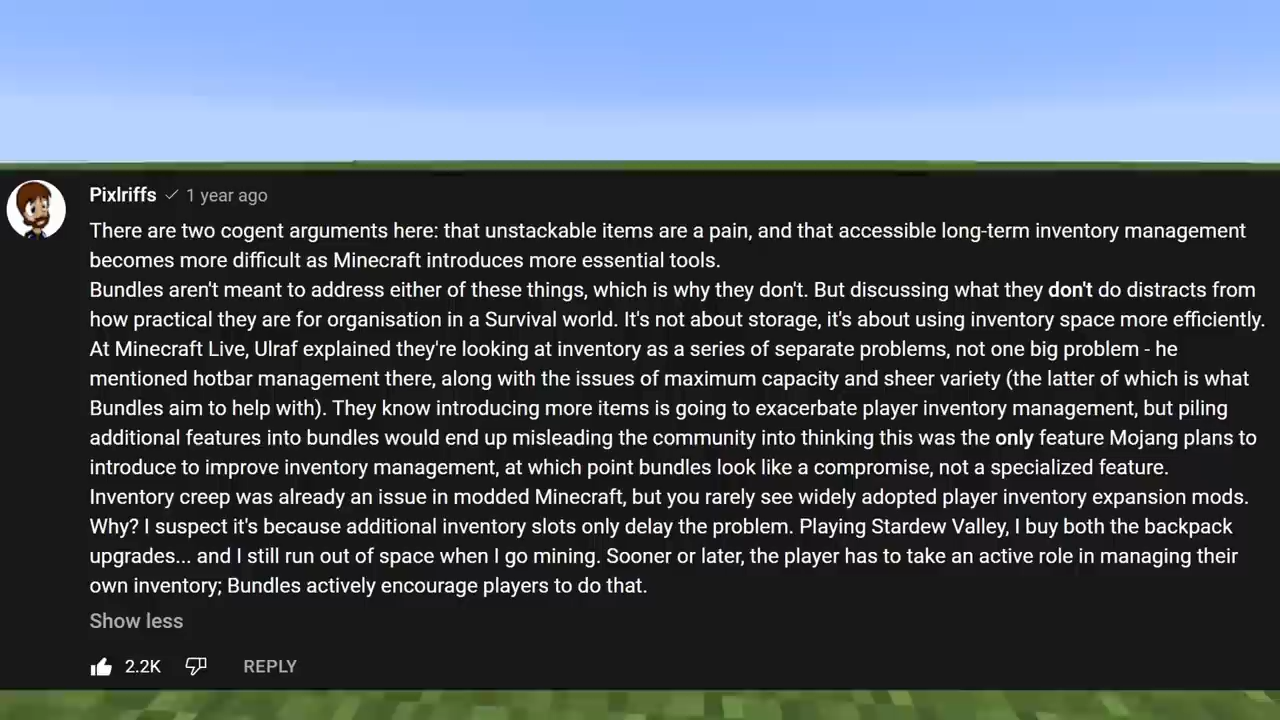 Pixlriffs 1 year ago
There are two cogent arguments here: that unstackable items are a pain, and that accessible long-term inventory management
becomes more difficult as Minecraft introduces more essential tools.
Bundles aren't meant to address either of these things, which is why they don't. But discussing what they don't do distracts from
how practical they are for organisation in a Survival world. It's not about storage, it's about using inventory space more efficiently.
At Minecraft Live, Ulraf explained they're looking at inventory as a series of separate problems, not one big problem - he
mentioned hotbar management there, along with the issues of maximum capacity and sheer variety (the latter of which is what
Bundles aim to help with). They know introducing more items is going to exacerbate player inventory management, but piling
additional features into bundles would end up misleading the community into thinking this was the only feature Mojang plans to
introduce to improve inventory management, at which point bundles look like a compromise, not a specialized feature.
Inventory creep was already an issue in modded Minecraft, but you rarely see widely adopted player inventory expansion mods.
Why? I suspect it's because additional inventory slots only delay the problem. Playing Stardew Valley, I buy both the backpack
upgrades... and I still run out of space when I go mining. Sooner or later, the player has to take an active role in managing their
own inventory; Bundles actively encourage players to do that.
Show less
2.2K REPLY